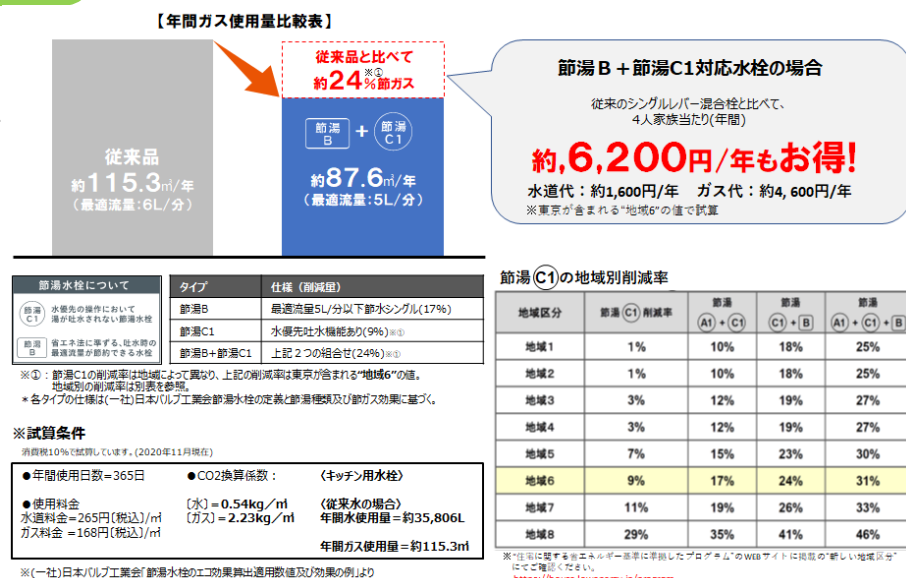 【年間ガス使用量比較表】
従来品と比べて
約24%節ガス
※①
節湯
B
+
節湯
C1
従来品
約115.3㎥/年
(最適流量:6L/分)
約87.6㎥/年
(最適流量:5L/分)
節湯B+節湯C1対応水栓の場合
従来のシングルレバー混合栓と比べて、
4人家族当たり(年間)
約,6,200円/年もお得!
水道代:約1,600円/年 ガス代:約4,600円/年
※東京が含まれる"地域6"の値で試算
節湯水栓について
節湯
C1
水優先の操作において
湯が吐水されない節湯水栓
節湯
B
省エネ法に準ずる、吐水時の
最適流量が節約できる水栓
タイプ 仕様(削減量)
節湯B 最適流量5L/分以下節水シングル(17%)
節湯C1 水優先吐水機能あり(9%)※①
節湯B+節湯C1 上記2つの組合せ(24%)※①
※①:節湯C1の削減率は地域によって異なり、上記の削減率は東京が含まれる"地域6"の値。
地域別の削減率は別表を参照。
*各タイプの仕様は(一社)日本バルブ工業会節湯水栓の定義と節湯種類及び節ガス効果に基づく。
※試算条件
消費税10%で試算しています。(2020年11月現在)
●年間使用日数=365日 ●CO2換算係数: 〈キッチン用水栓〉
●使用料金 〔水〕=0.54kg/㎥ 〈従来水の場合〉
水道料金=265円〔税込〕/㎥ 〔ガス〕=2.23kg/㎥ 年間水使用量=約35,806L
ガス料金=168円〔税込〕/㎥
年間ガス使用量=約115.3㎥
※(一社)日本バルブ工業会「節湯水栓のエコ効果算出適用数値及び効果の例」より
節湯C1の地域別削減率
地域区分 節湯C1削減率 節湯A1+C1 節湯C1+B 節湯A1+C1+B
地域1 1% 10% 18% 25%
地域2 1% 10% 18% 25%
地域3 3% 12% 19% 27%
地域4 3% 12% 19% 27%
地域5 7% 15% 23% 30%
地域6 9% 17% 24% 31%
地域7 11% 19% 26% 33%
地域8 29% 35% 41% 46%
※"住宅に関する省エネルギー基準に準拠したプログラム"のWEBサイトに掲載の"新しい地域区分"
にてご確認ください。